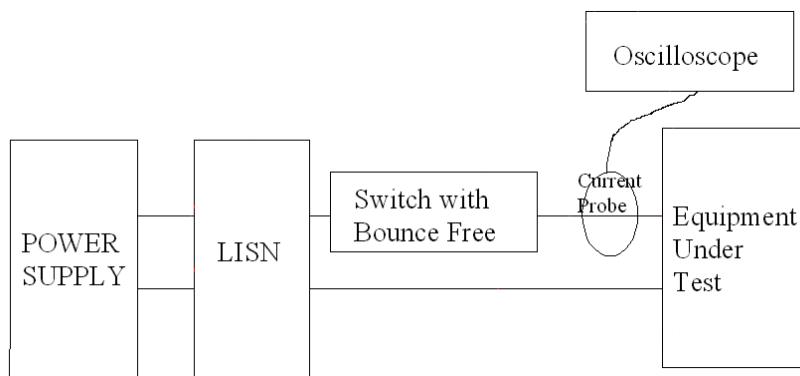 Oscilloscope
Current
Probe
Switch with
Bounce Free
POWER
SUPPLY
LISN
Equipment
Under
Test